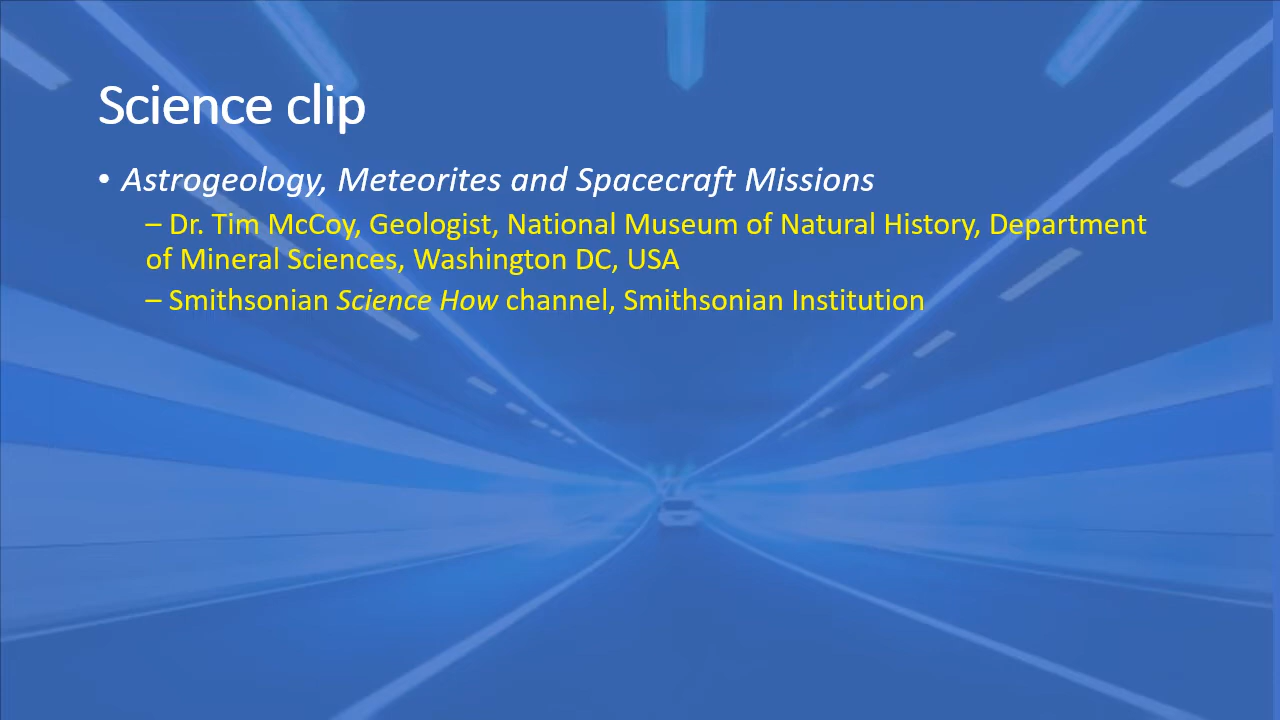 Science clip
• Astrogeology, Meteorites and Spacecraft Missions
– Dr. Tim McCoy, Geologist, National Museum of Natural History, Department
of Mineral Sciences, Washington DC, USA
– Smithsonian Science How channel, Smithsonian Institution